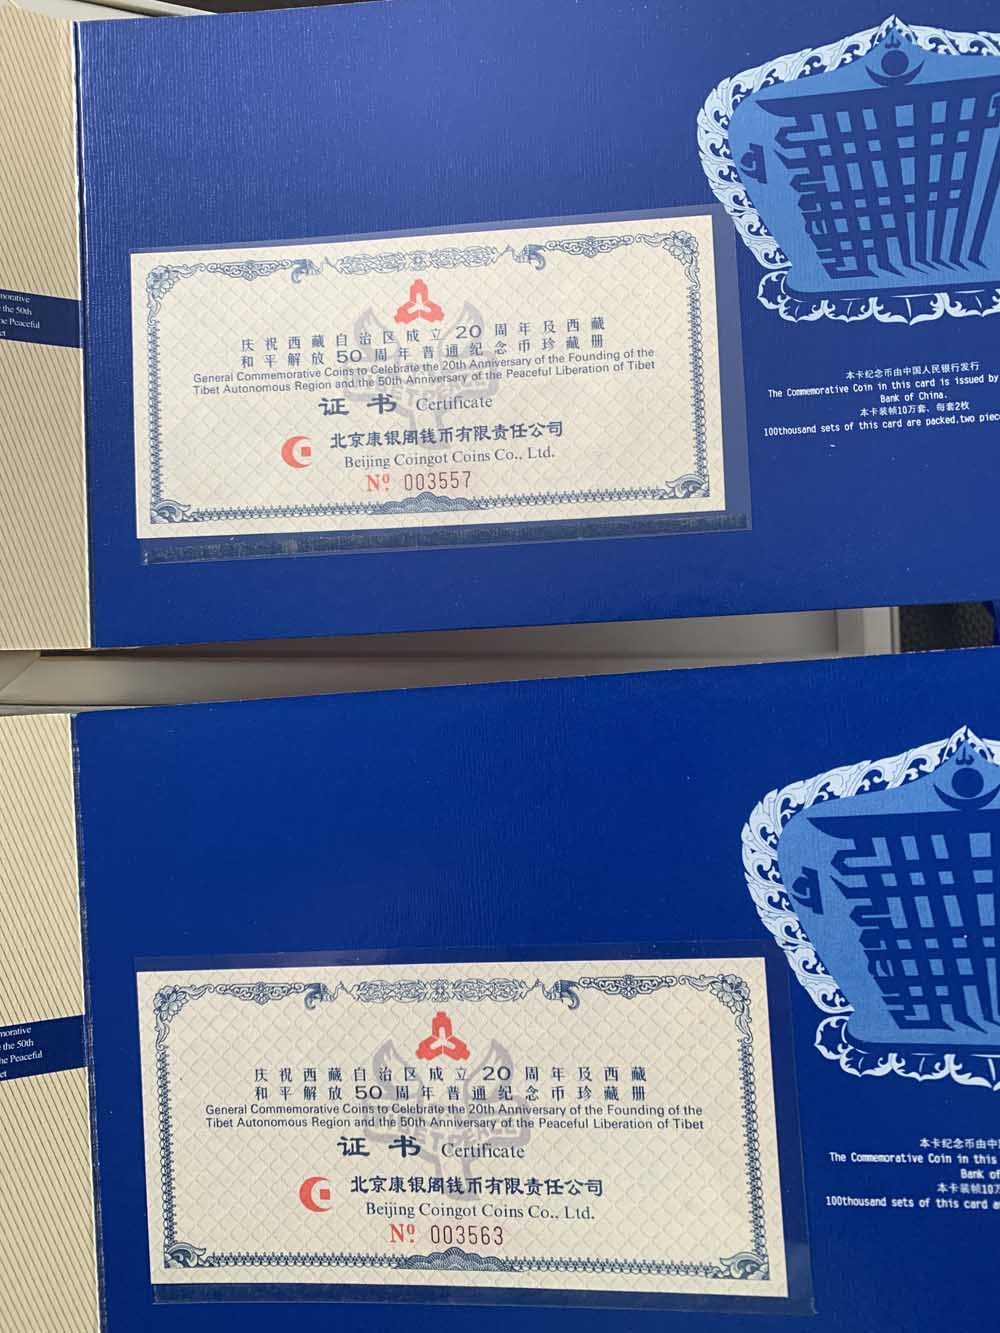 morative
the 50th
he Peaceful
et
庆祝西藏自治区成立20周年及西藏
和平解放50周年普通纪念币珍藏册
General Commemorative Coins to Celebrate the 20th Anniversary of the Founding of the
Tibet Autonomous Region and the 50th Anniversary of the Peaceful Liberation of Tibet
证书 Certificate
北京康银阁钱币有限责任公司
Beijing Coingot Coins Co., Ltd.
Nº 003557
本卡纪念币由中国人民银行发行
The Commemorative Coin in this card is issued by
Bank of China.
本卡装帧10万套、每套2枚
100thousand sets of this card are packed,two piec
morative
the 50th
he Peaceful
et
庆祝西藏自治区成立20周年及西藏
和平解放50周年普通纪念币珍藏册
General Commemorative Coins to Celebrate the 20th Anniversary of the Founding of the
Tibet Autonomous Region and the 50th Anniversary of the Peaceful Liberation of Tibet
证书 Certificate
北京康银阁钱币有限责任公司
Beijing Coingot Coins Co., Ltd.
Nº 003563
本卡纪念币由中
The Commemorative Coin in this
Bank of
本卡装帧10万
100thousand sets of this card a